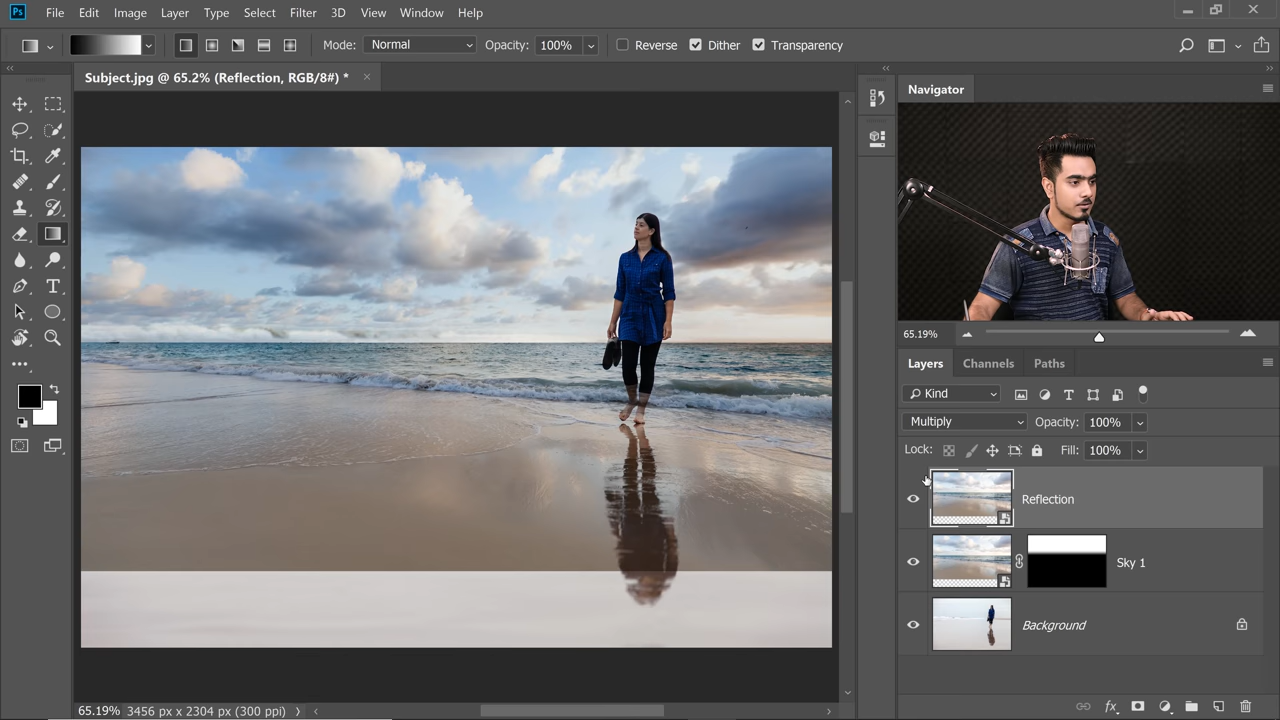 Ps File Edit Image Layer Type Select Filter 3D View Window Help
Mode: Normal Opacity: 100% Reverse Dither Transparency
Subject.jpg @ 65.2% (Reflection, RGB/8#) *
Navigator
65.19%
Layers Channels Paths
Kind
Multiply Opacity: 100%
Lock: Fill: 100%
Reflection
Sky 1
Background
65.19% 3456 px x 2304 px (300 ppi)
fx